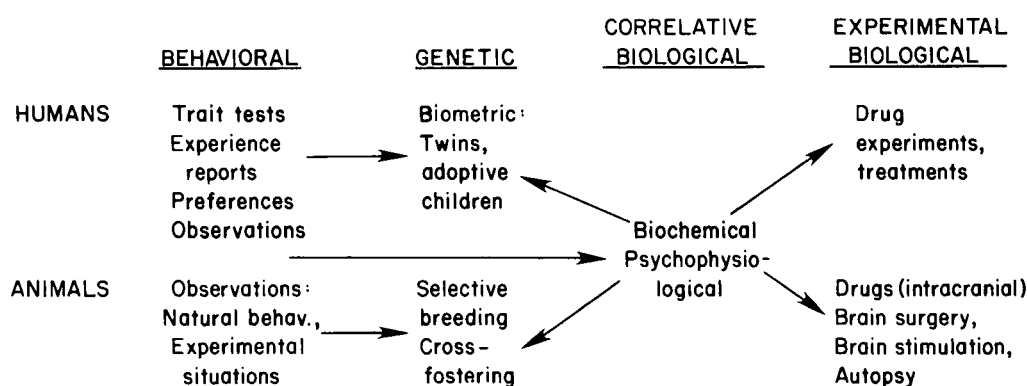 BEHAVIORAL
GENETIC
CORRELATIVE
BIOLOGICAL
EXPERIMENTAL
BIOLOGICAL
HUMANS
Trait tests
Experience
reports
Preferences
Observations
Biometric:
Twins,
adoptive
children
Drug
experiments,
treatments
Biochemical
Psychophysio-
logical
ANIMALS
Observations:
Natural behav.,
Experimental
situations
Selective
breeding
Cross-
fostering
Drugs (intracranial)
Brain surgery,
Brain stimulation,
Autopsy